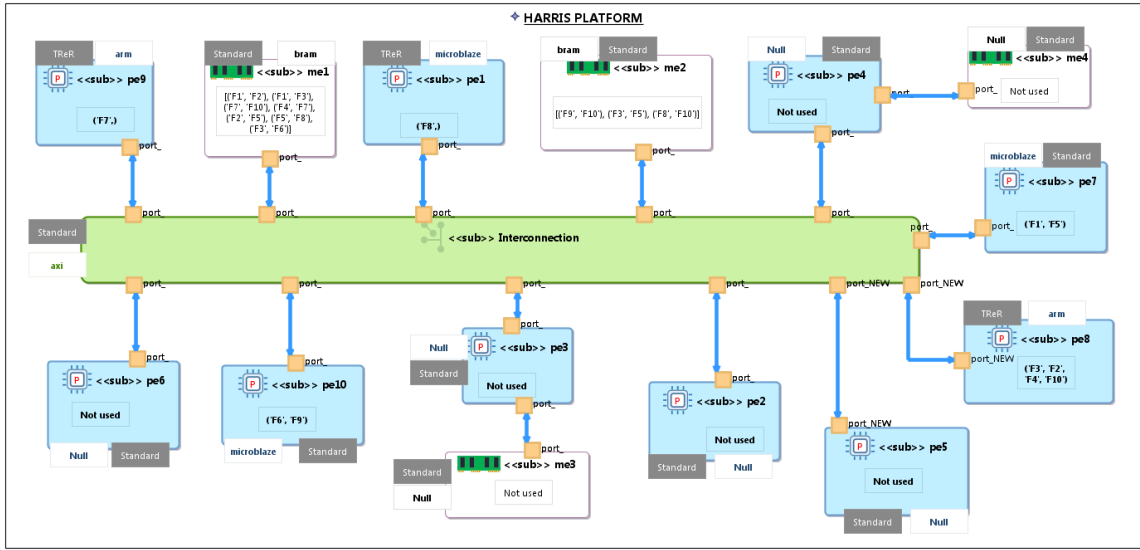 HARRIS PLATFORM
TReR
arm
<<sub>> pe9
('F7',)
port_
Standard
bram
<<sub>> me1
[('F1', 'F2'), ('F1', 'F3'),
('F7', 'F10'), ('F4', 'F7'),
('F2', 'F5'), ('F5', 'F8'),
('F3', 'F6')]
port_
TReR
microblaze
<<sub>> pe1
('F8',)
port_
bram
Standard
<<sub>> me2
[('F9', 'F10'), ('F3', 'F5'), ('F8', 'F10')]
port_
Null
Standard
<<sub>> pe4
Not used
port_
port_
Null
Standard
<<sub>> me4
Not used
port_
microblaze
Standard
<<sub>> pe7
('F1', 'F5')
port_
Standard
axi
<<sub>> Interconnection
port_
port_
port_
port_
port_
port_
port_
port_
port_
port_
port_NEW
port_NEW
port_
<<sub>> pe6
Not used
Null
Standard
port_
<<sub>> pe10
('F6', 'F9')
microblaze
Standard
port_
Null
Standard
<<sub>> pe3
Not used
port_
port_
Standard
Null
<<sub>> me3
Not used
port_
<<sub>> pe2
Not used
Standard
Null
port_NEW
<<sub>> pe5
Not used
Standard
Null
TReR
arm
<<sub>> pe8
port_NEW
('F3', 'F2',
'F4', 'F10')